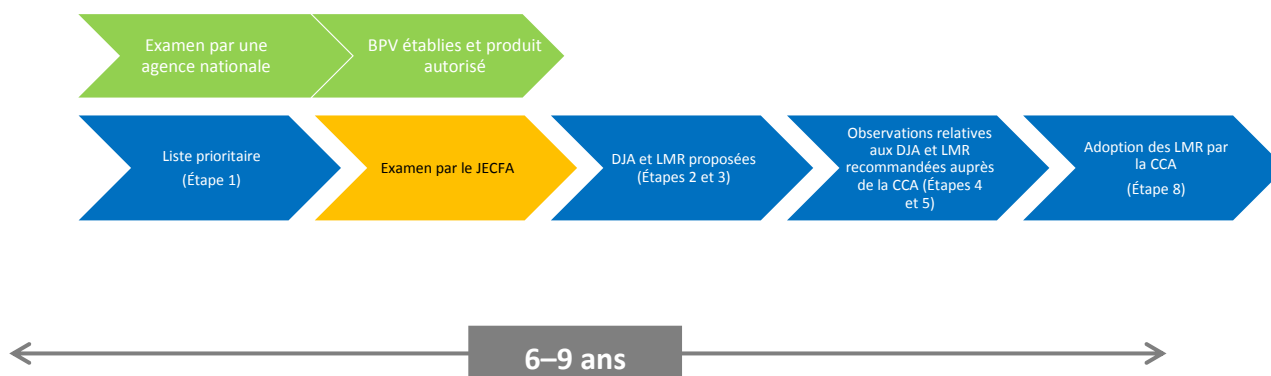 Examen par une
agence nationale
BPV établies et produit
autorisé
Liste prioritaire
(Étape 1)
Examen par le JECFA
DJA et LMR proposées
(Étapes 2 et 3)
Observations relatives
aux DJA et LMR
recommandées auprès
de la CCA (Étapes 4
et 5)
Adoption des LMR par
la CCA
(Étape 8)
6–9 ans